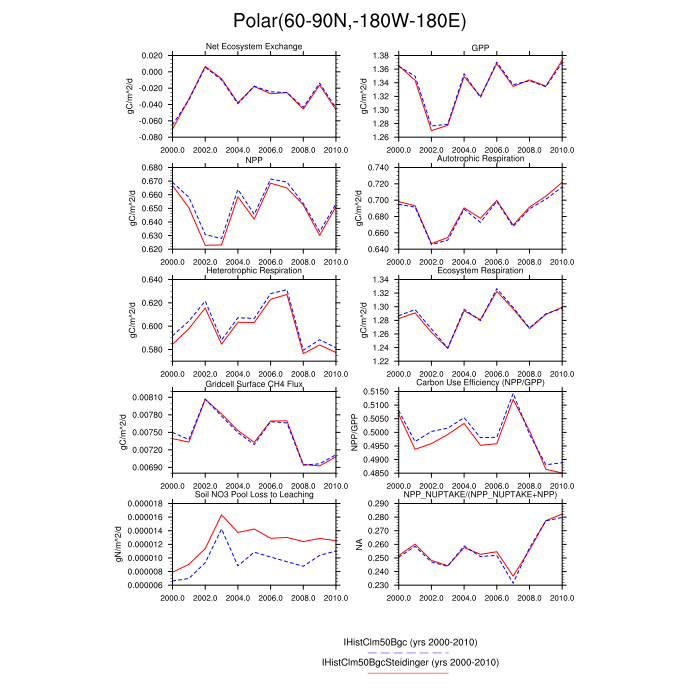 Polar(60-90N,-180W-180E)
Net Ecosystem Exchange
gC/m^2/d
0.020
0.000
-0.020
-0.040
-0.060
-0.080
2000.0 2002.0 2004.0 2006.0 2008.0 2010.0
GPP
gC/m^2/d
1.38
1.36
1.34
1.32
1.30
1.28
1.26
2000.0 2002.0 2004.0 2006.0 2008.0 2010.0
NPP
gC/m^2/d
0.680
0.670
0.660
0.650
0.640
0.630
0.620
2000.0 2002.0 2004.0 2006.0 2008.0 2010.0
Autotrophic Respiration
gC/m^2/d
0.740
0.720
0.700
0.680
0.660
0.640
2000.0 2002.0 2004.0 2006.0 2008.0 2010.0
Heterotrophic Respiration
gC/m^2/d
0.640
0.620
0.600
0.580
2000.0 2002.0 2004.0 2006.0 2008.0 2010.0
Ecosystem Respiration
gC/m^2/d
1.34
1.32
1.30
1.28
1.26
1.24
1.22
2000.0 2002.0 2004.0 2006.0 2008.0 2010.0
Gridcell Surface CH4 Flux
gC/m^2/d
0.00810
0.00780
0.00750
0.00720
0.00690
2000.0 2002.0 2004.0 2006.0 2008.0 2010.0
Carbon Use Efficiency (NPP/GPP)
NPP/GPP
0.5150
0.5100
0.5050
0.5000
0.4950
0.4900
0.4850
2000.0 2002.0 2004.0 2006.0 2008.0 2010.0
Soil NO3 Pool Loss to Leaching
gN/m^2/d
0.000018
0.000016
0.000014
0.000012
0.000010
0.000008
0.000006
2000.0 2002.0 2004.0 2006.0 2008.0 2010.0
NPP_NUPTAKE/(NPP_NUPTAKE+NPP)
NA
0.290
0.280
0.270
0.260
0.250
0.240
0.230
2000.0 2002.0 2004.0 2006.0 2008.0 2010.0
IHistClm50Bgc (yrs 2000-2010)
IHistClm50BgcSteidinger (yrs 2000-2010)